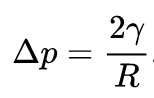 Δp = 2γ / R.